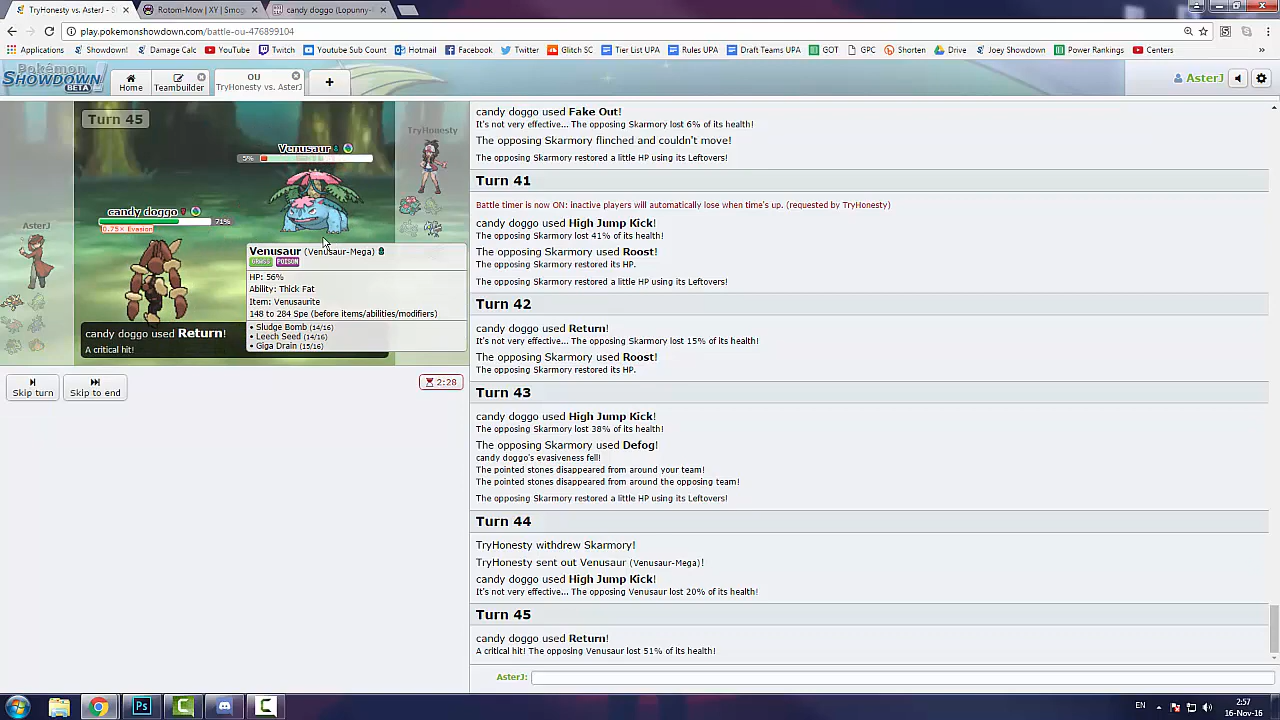 TryHonesty vs. AsterJ - S
Rotom-Mow | XY | Smog
candy doggo (Lopunny-
play.pokemonshowdown.com/battle-ou-476899104
Applications
Showdown!
Damage Calc
YouTube
Twitch
Youtube Sub Count
Hotmail
Facebook
Twitter
Glitch SC
Tier List UPA
Rules UPA
Draft Teams UPA
GOT
GPC
Shorten
Drive
Joey Showdown
Power Rankings
Centers
Pokémon
SHOWDOWN
BETA
Home
Teambuilder
OU
TryHonesty vs. AsterJ
+
AsterJ
Turn 45
TryHonesty
Venusaur
5%
candy doggo
71%
0.75× Evasion
AsterJ
Venusaur (Venusaur-Mega)
GRASS POISON
HP: 56%
Ability: Thick Fat
Item: Venusaurite
148 to 284 Spe (before items/abilities/modifiers)
• Sludge Bomb (14/16)
• Leech Seed (14/16)
• Giga Drain (15/16)
candy doggo used Return!
A critical hit!
Skip turn
Skip to end
2:28
candy doggo used Fake Out!
It's not very effective... The opposing Skarmory lost 6% of its health!
The opposing Skarmory flinched and couldn't move!
The opposing Skarmory restored a little HP using its Leftovers!
Turn 41
Battle timer is now ON: inactive players will automatically lose when time's up. (requested by TryHonesty)
candy doggo used High Jump Kick!
The opposing Skarmory lost 41% of its health!
The opposing Skarmory used Roost!
The opposing Skarmory restored its HP.
The opposing Skarmory restored a little HP using its Leftovers!
Turn 42
candy doggo used Return!
It's not very effective... The opposing Skarmory lost 15% of its health!
The opposing Skarmory used Roost!
The opposing Skarmory restored its HP.
Turn 43
candy doggo used High Jump Kick!
The opposing Skarmory lost 38% of its health!
The opposing Skarmory used Defog!
candy doggo's evasiveness fell!
The pointed stones disappeared from around your team!
The pointed stones disappeared from around the opposing team!
The opposing Skarmory restored a little HP using its Leftovers!
Turn 44
TryHonesty withdrew Skarmory!
TryHonesty sent out Venusaur (Venusaur-Mega)!
candy doggo used High Jump Kick!
It's not very effective... The opposing Venusaur lost 20% of its health!
Turn 45
candy doggo used Return!
A critical hit! The opposing Venusaur lost 51% of its health!
AsterJ:
Ps
EN
2:57
16-Nov-16